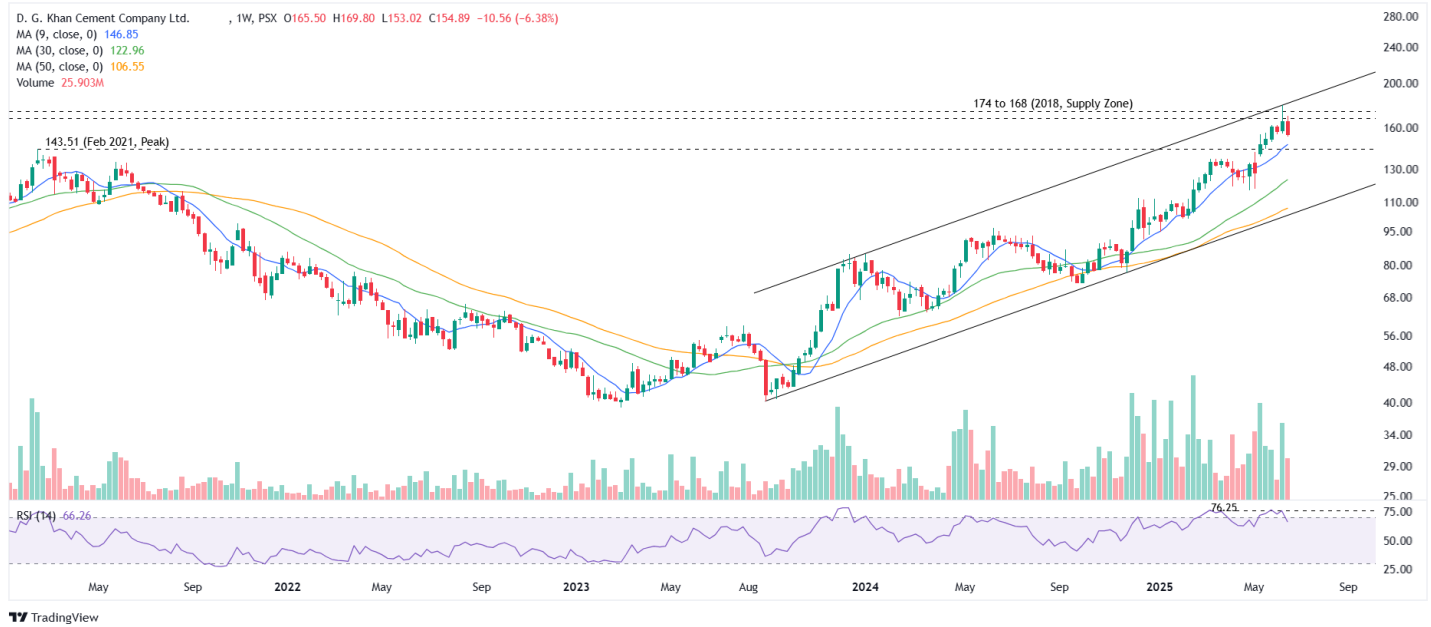 D. G. Khan Cement Company Ltd. , 1W, PSX O165.50 H169.80 L153.02 C154.89 −10.56 (−6.38%)
MA (9, close, 0) 146.85
MA (30, close, 0) 122.96
MA (50, close, 0) 106.55
Volume 25.903M
174 to 168 (2018, Supply Zone)
143.51 (Feb 2021, Peak)
280.00
240.00
200.00
160.00
130.00
110.00
95.00
80.00
68.00
56.00
48.00
40.00
34.00
29.00
25.00
RSI (14) 66.26
76.25
75.00
50.00
25.00
May Sep 2022 May Sep 2023 May Aug 2024 May Sep 2025 May Sep
TradingView